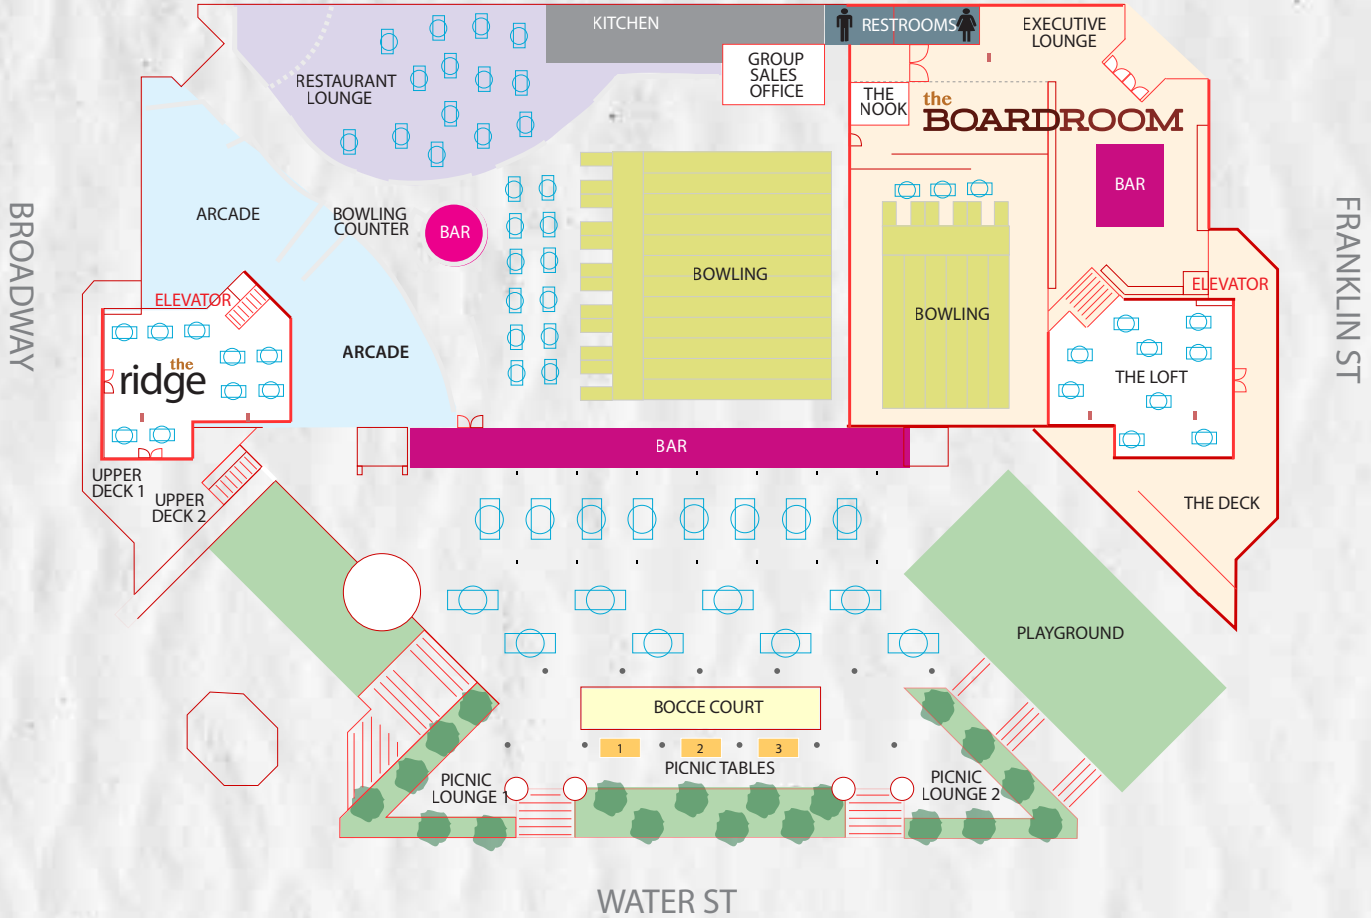 KITCHEN
RESTROOMS
EXECUTIVE
LOUNGE
GROUP
SALES
OFFICE
RESTAURANT
LOUNGE
THE
NOOK
the
BOARDROOM
BAR
ARCADE
BOWLING
COUNTER
BAR
BROADWAY
FRANKLIN ST
BOWLING
ELEVATOR
ELEVATOR
BOWLING
ARCADE
the
ridge
THE LOFT
BAR
UPPER
DECK 1
UPPER
DECK 2
THE DECK
PLAYGROUND
BOCCE COURT
1
2
3
PICNIC TABLES
PICNIC
LOUNGE 1
PICNIC
LOUNGE 2
WATER ST